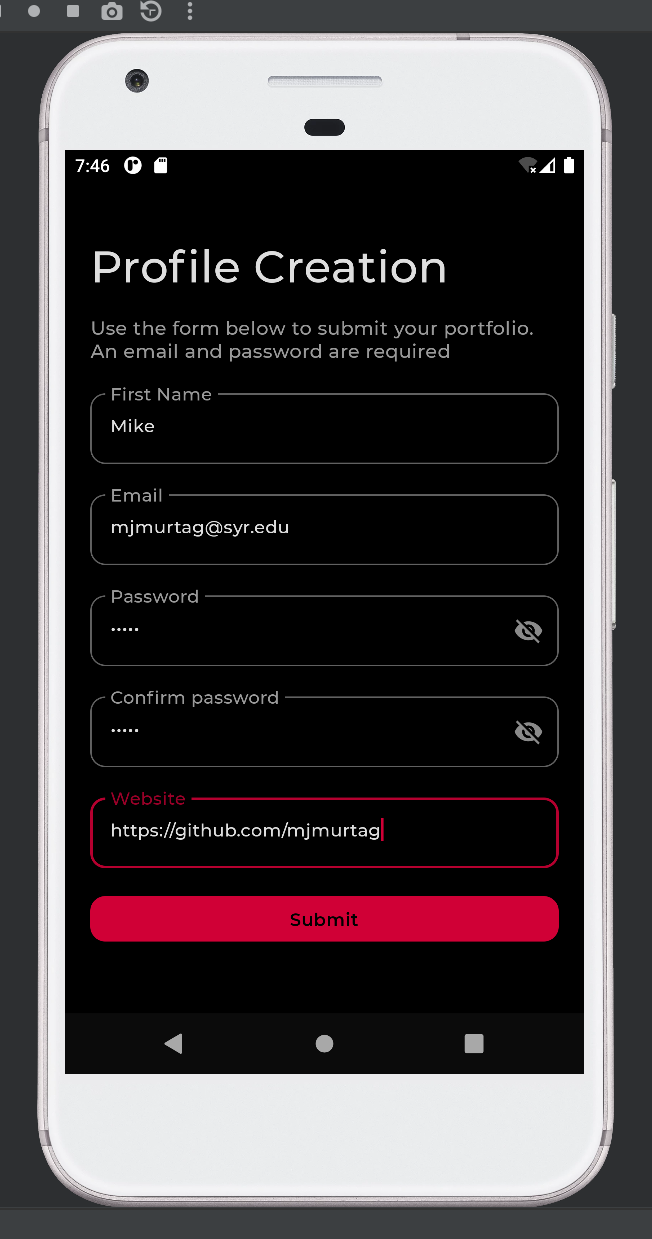 7:46
Profile Creation
Use the form below to submit your portfolio.
An email and password are required
First Name
Mike
Email
mjmurtag@syr.edu
Password
•••••
Confirm password
•••••
Website
https://github.com/mjmurtag
Submit